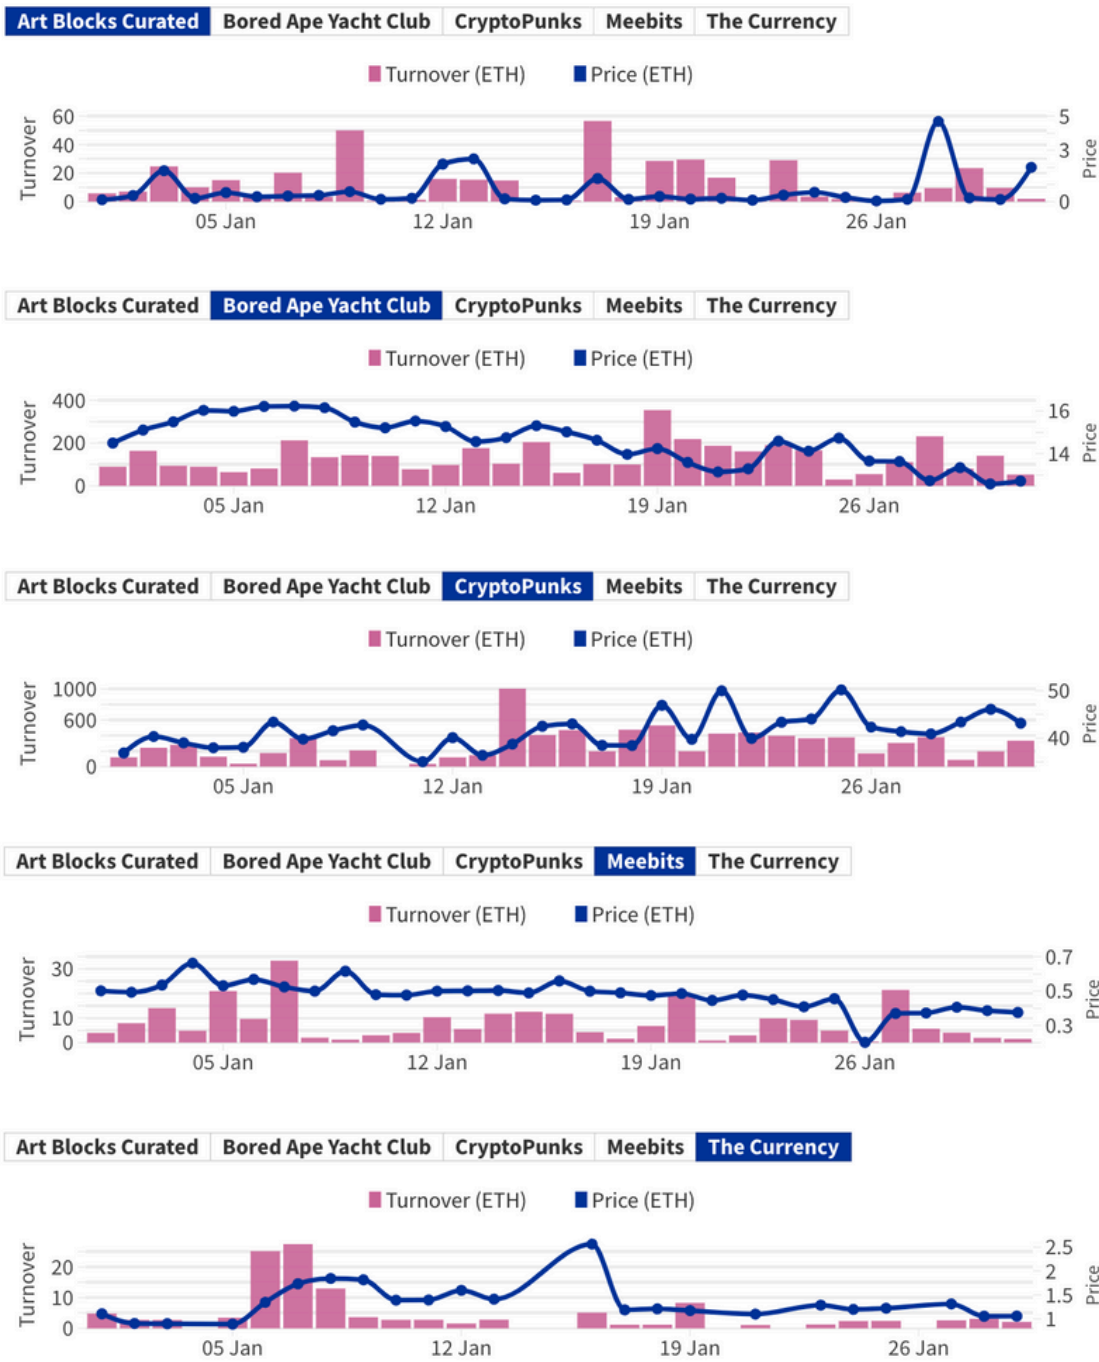 Art Blocks Curated Bored Ape Yacht Club CryptoPunks Meebits The Currency
Turnover (ETH) Price (ETH)
Turnover
60
40
20
0
5
3
0
Price
05 Jan 12 Jan 19 Jan 26 Jan
Art Blocks Curated Bored Ape Yacht Club CryptoPunks Meebits The Currency
Turnover (ETH) Price (ETH)
Turnover
400
200
0
16
14
Price
05 Jan 12 Jan 19 Jan 26 Jan
Art Blocks Curated Bored Ape Yacht Club CryptoPunks Meebits The Currency
Turnover (ETH) Price (ETH)
Turnover
1000
600
0
50
40
Price
05 Jan 12 Jan 19 Jan 26 Jan
Art Blocks Curated Bored Ape Yacht Club CryptoPunks Meebits The Currency
Turnover (ETH) Price (ETH)
Turnover
30
10
0
0.7
0.5
0.3
Price
05 Jan 12 Jan 19 Jan 26 Jan
Art Blocks Curated Bored Ape Yacht Club CryptoPunks Meebits The Currency
Turnover (ETH) Price (ETH)
Turnover
20
10
0
2.5
2
1.5
1
Price
05 Jan 12 Jan 19 Jan 26 Jan